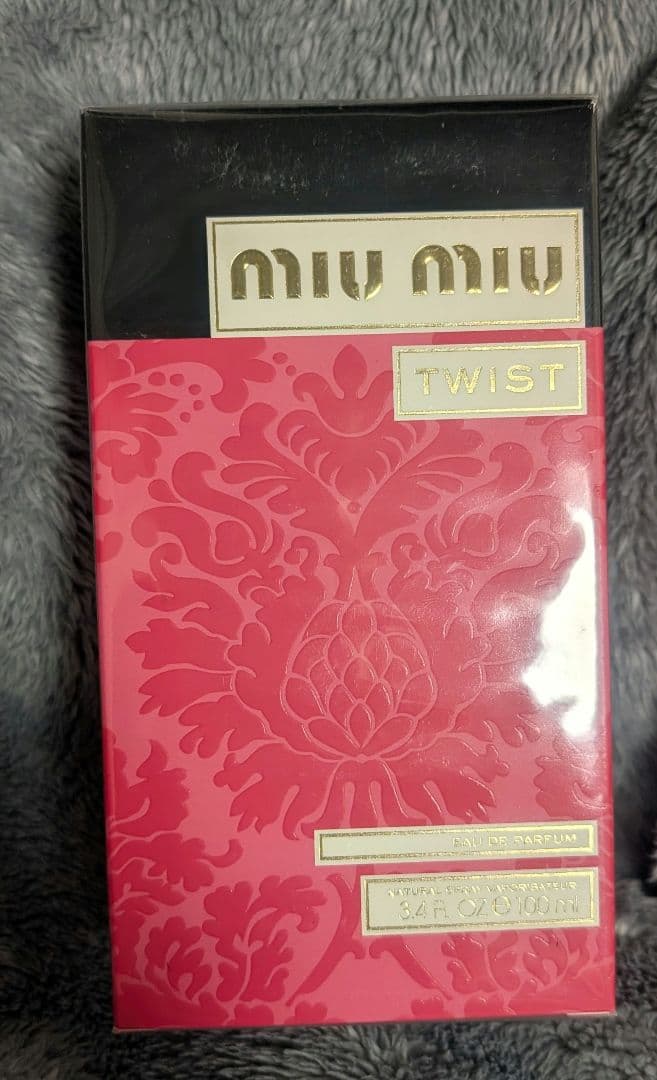 miu miu
TWIST
EAU DE PARFUM
NATURAL SPRAY VAPORISATEUR
3.4 FL OZ ℮ 100 ml